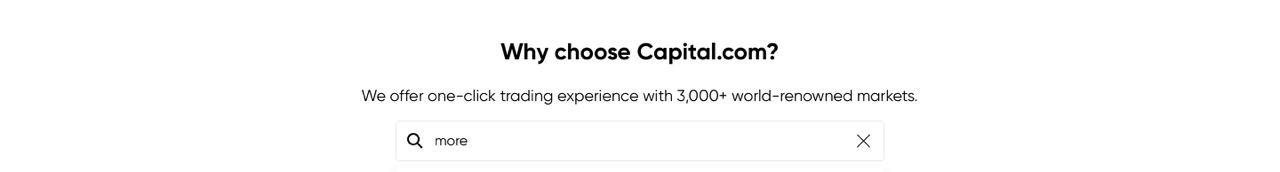 Why choose Capital.com?
We offer one-click trading experience with 3,000+ world-renowned markets.
more